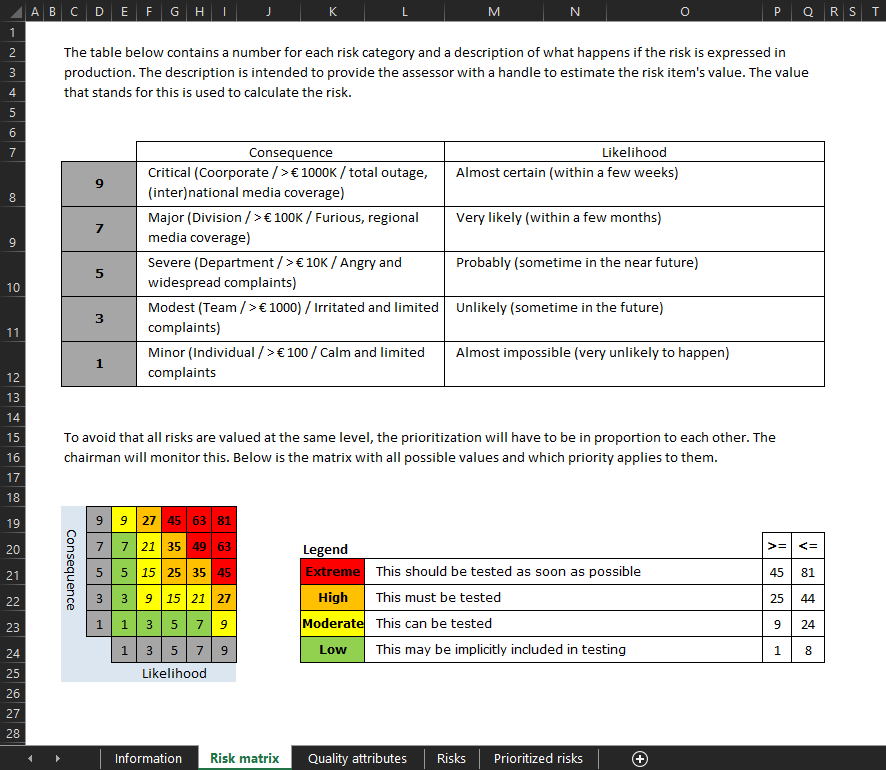 A B C D E F G H I J K L M N O P Q R S T
1
2 The table below contains a number for each risk category and a description of what happens if the risk is expressed in
3 production. The description is intended to provide the assessor with a handle to estimate the risk item's value. The value
4 that stands for this is used to calculate the risk.
5
6
7 Consequence Likelihood
Critical (Coorporate / > € 1000K / total outage, Almost certain (within a few weeks)
9
8 (inter)national media coverage)
Major (Division / > € 100K / Furious, regional Very likely (within a few months)
7
9 media coverage)
Severe (Department / > € 10K / Angry and Probably (sometime in the near future)
5
10 widespread complaints)
Modest (Team / > € 1000) / Irritated and limited Unlikely (sometime in the future)
3
11 complaints)
Minor (Individual / > € 100 / Calm and limited Almost impossible (very unlikely to happen)
1
12 complaints
13
14
15 To avoid that all risks are valued at the same level, the prioritization will have to be in proportion to each other. The
16 chairman will monitor this. Below is the matrix with all possible values and which priority applies to them.
17
18
19 9 9 27 45 63 81
Consequence
20 7 7 21 35 49 63 Legend >= <=
21 5 5 15 25 35 45 Extreme This should be tested as soon as possible 45 81
22 3 3 9 15 21 27 High This must be tested 25 44
23 1 1 3 5 7 9 Moderate This can be tested 9 24
24 1 3 5 7 9 Low This may be implicitly included in testing 1 8
25 Likelihood
26
27
28
Information Risk matrix Quality attributes Risks Prioritized risks